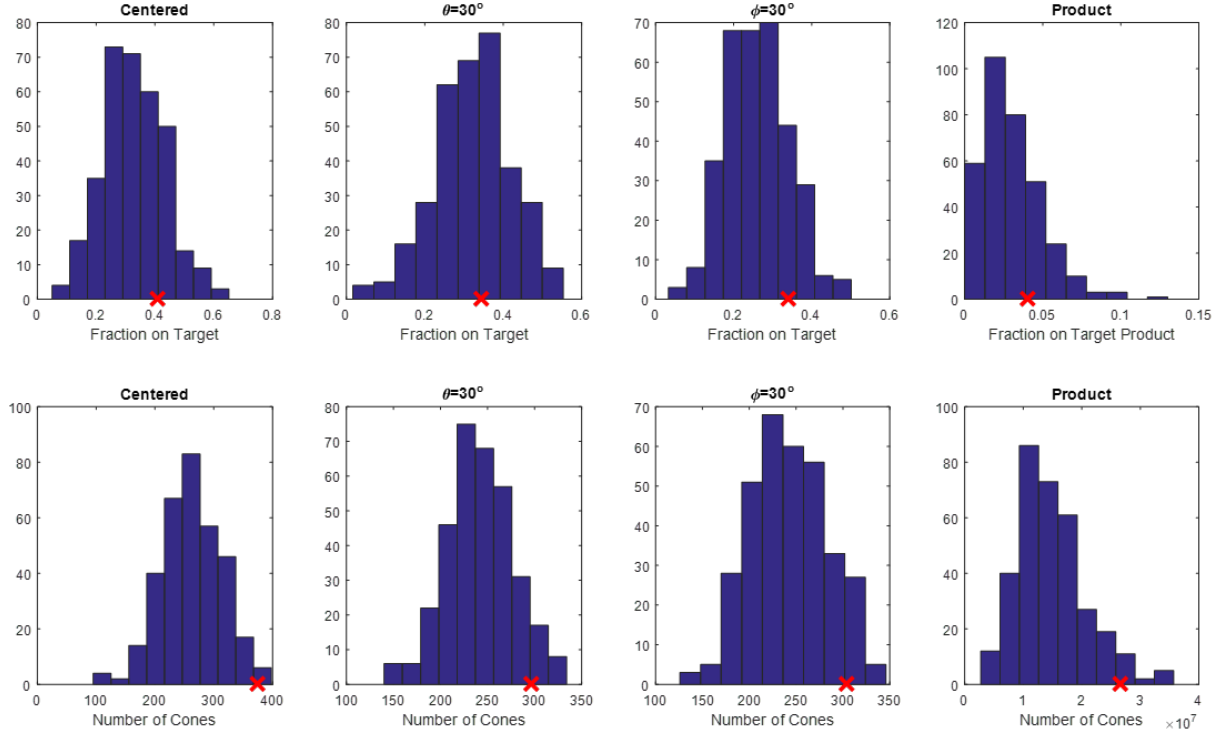 Centered
80
70
60
50
40
30
20
10
0
0 0.2 0.4 0.6 0.8
Fraction on Target
θ=30°
80
70
60
50
40
30
20
10
0
0.2 0.4 0.6
Fraction on Target
ϕ=30°
70
60
50
40
30
20
10
0
0 0.2 0.4 0.6
Fraction on Target
Product
120
100
80
60
40
20
0
0 0.05 0.1 0.15
Fraction on Target Product
Centered
100
80
60
40
20
0
0 100 200 300 400
Number of Cones
θ=30°
80
70
60
50
40
30
20
10
0
100 150 200 250 300 350
Number of Cones
ϕ=30°
70
60
50
40
30
20
10
0
100 150 200 250 300 350
Number of Cones
Product
100
80
60
40
20
0
0 1 2 3 4
Number of Cones ×10⁷